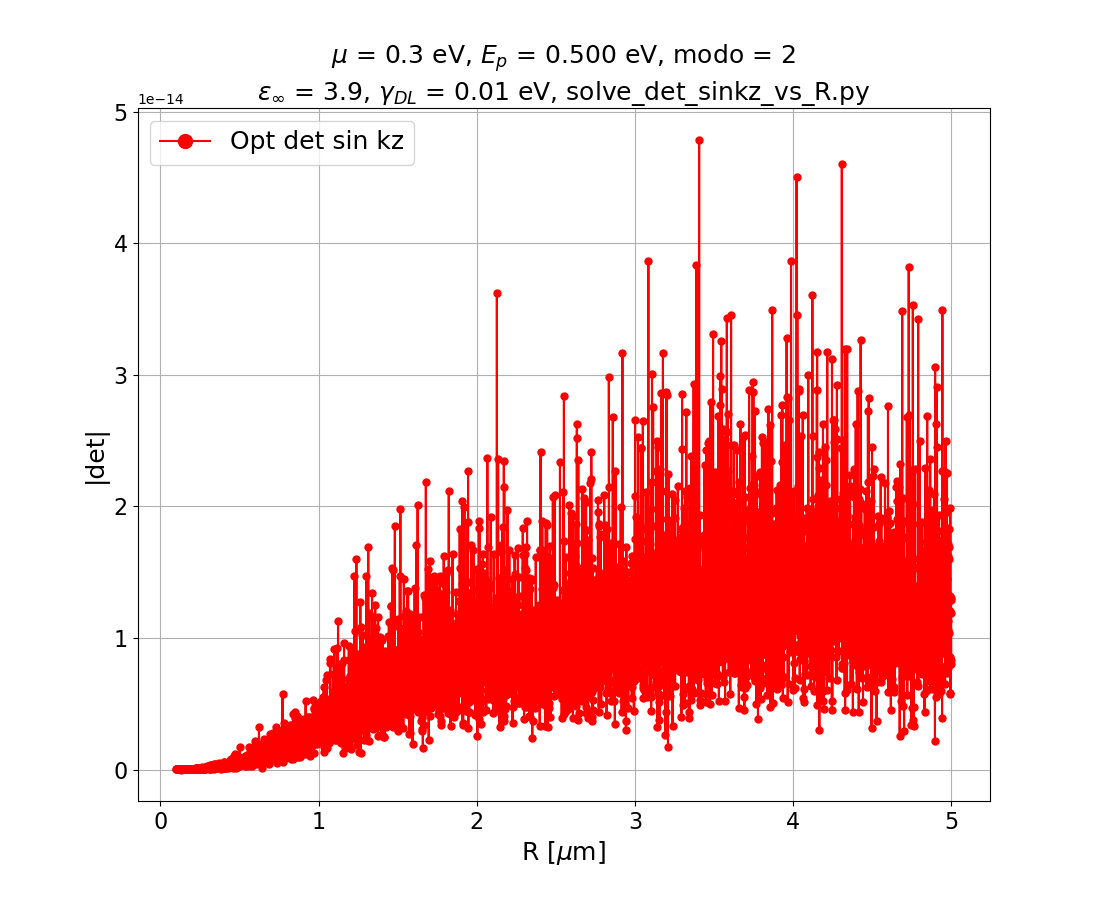 μ = 0.3 eV, E_p = 0.500 eV, modo = 2
ε_∞ = 3.9, γ_DL = 0.01 eV, solve_det_sinkz_vs_R.py
1e−14
Opt det sin kz
5
4
3
2
1
0
|det|
0 1 2 3 4 5
R [μm]